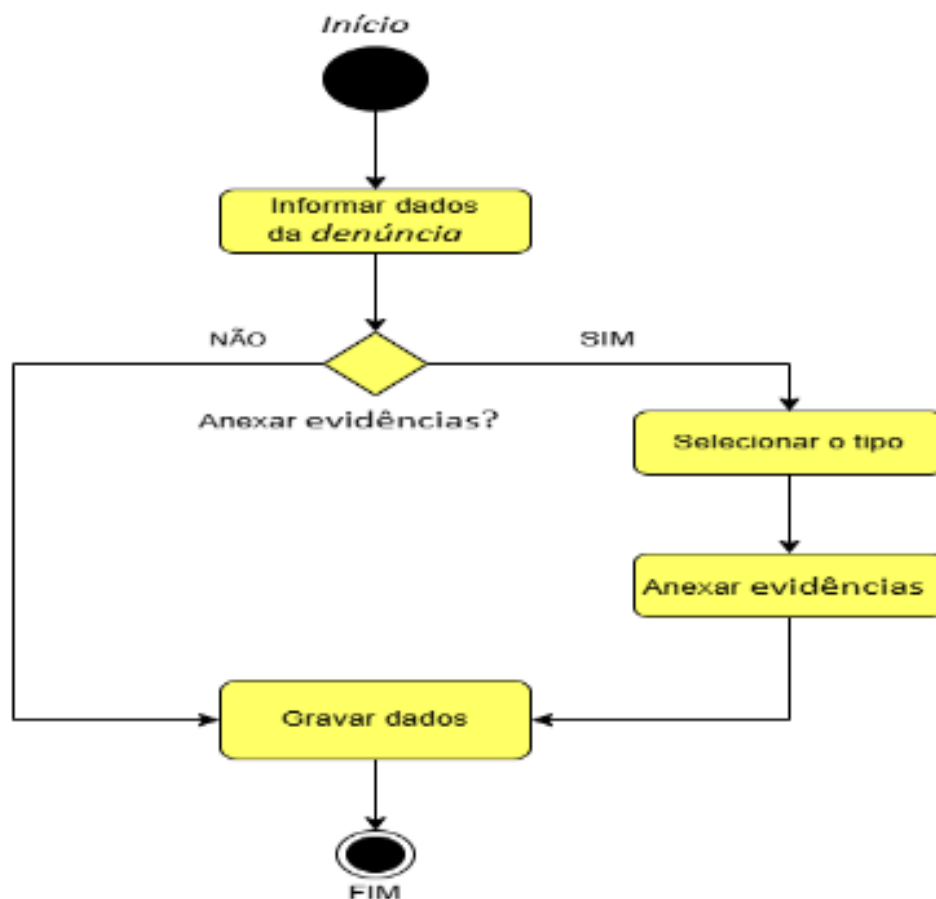 Início
Informar dados
da denúncia
NÃO
SIM
Anexar evidências?
Selecionar o tipo
Anexar evidências
Gravar dados
FIM